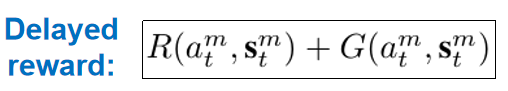 Delayed
reward:
R(a_t^m, s_t^m) + G(a_t^m, s_t^m)